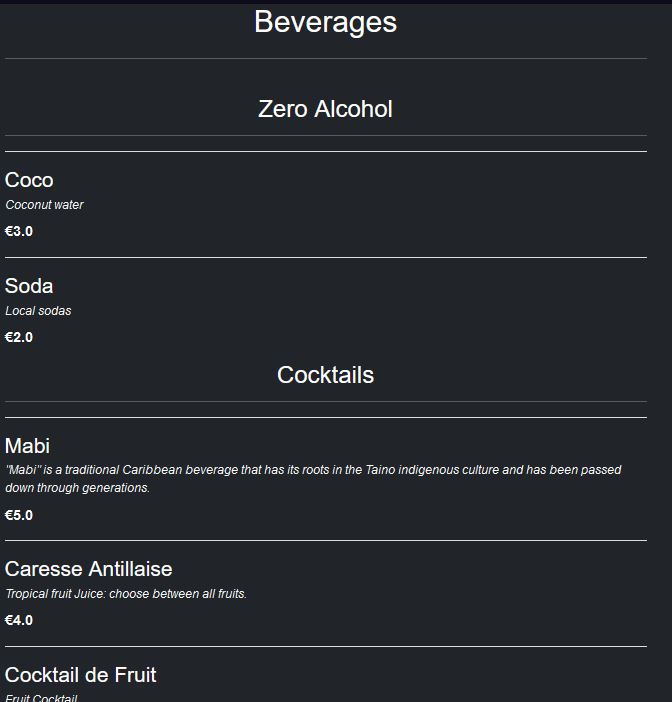 Beverages
Zero Alcohol
Coco
Coconut water
€3.0
Soda
Local sodas
€2.0
Cocktails
Mabi
"Mabi" is a traditional Caribbean beverage that has its roots in the Taino indigenous culture and has been passed
down through generations.
€5.0
Caresse Antillaise
Tropical fruit Juice: choose between all fruits.
€4.0
Cocktail de Fruit
Fruit Cocktail